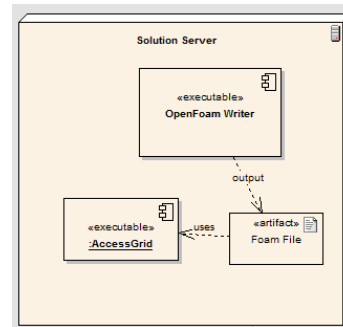 Solution Server
«executable»
OpenFoam Writer
output
«executable»
:AccessGrid
uses
«artifact»
Foam File